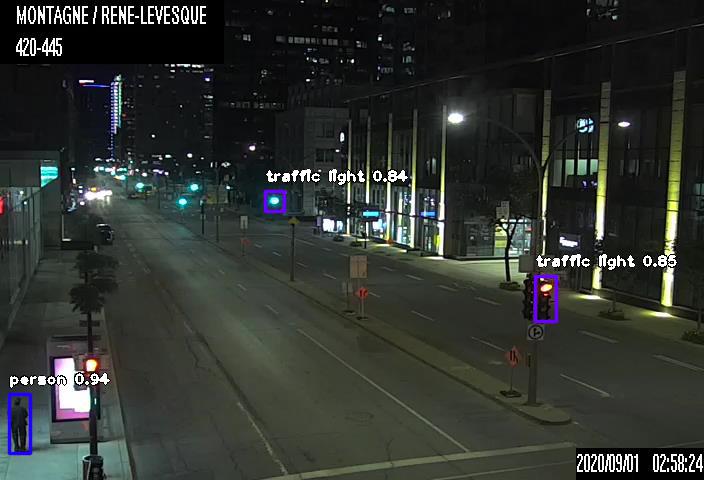 MONTAGNE / RENE-LEVESQUE
420-445
traffic light 0.84
traffic light 0.85
person 0.94
2020/09/01 02:58:24